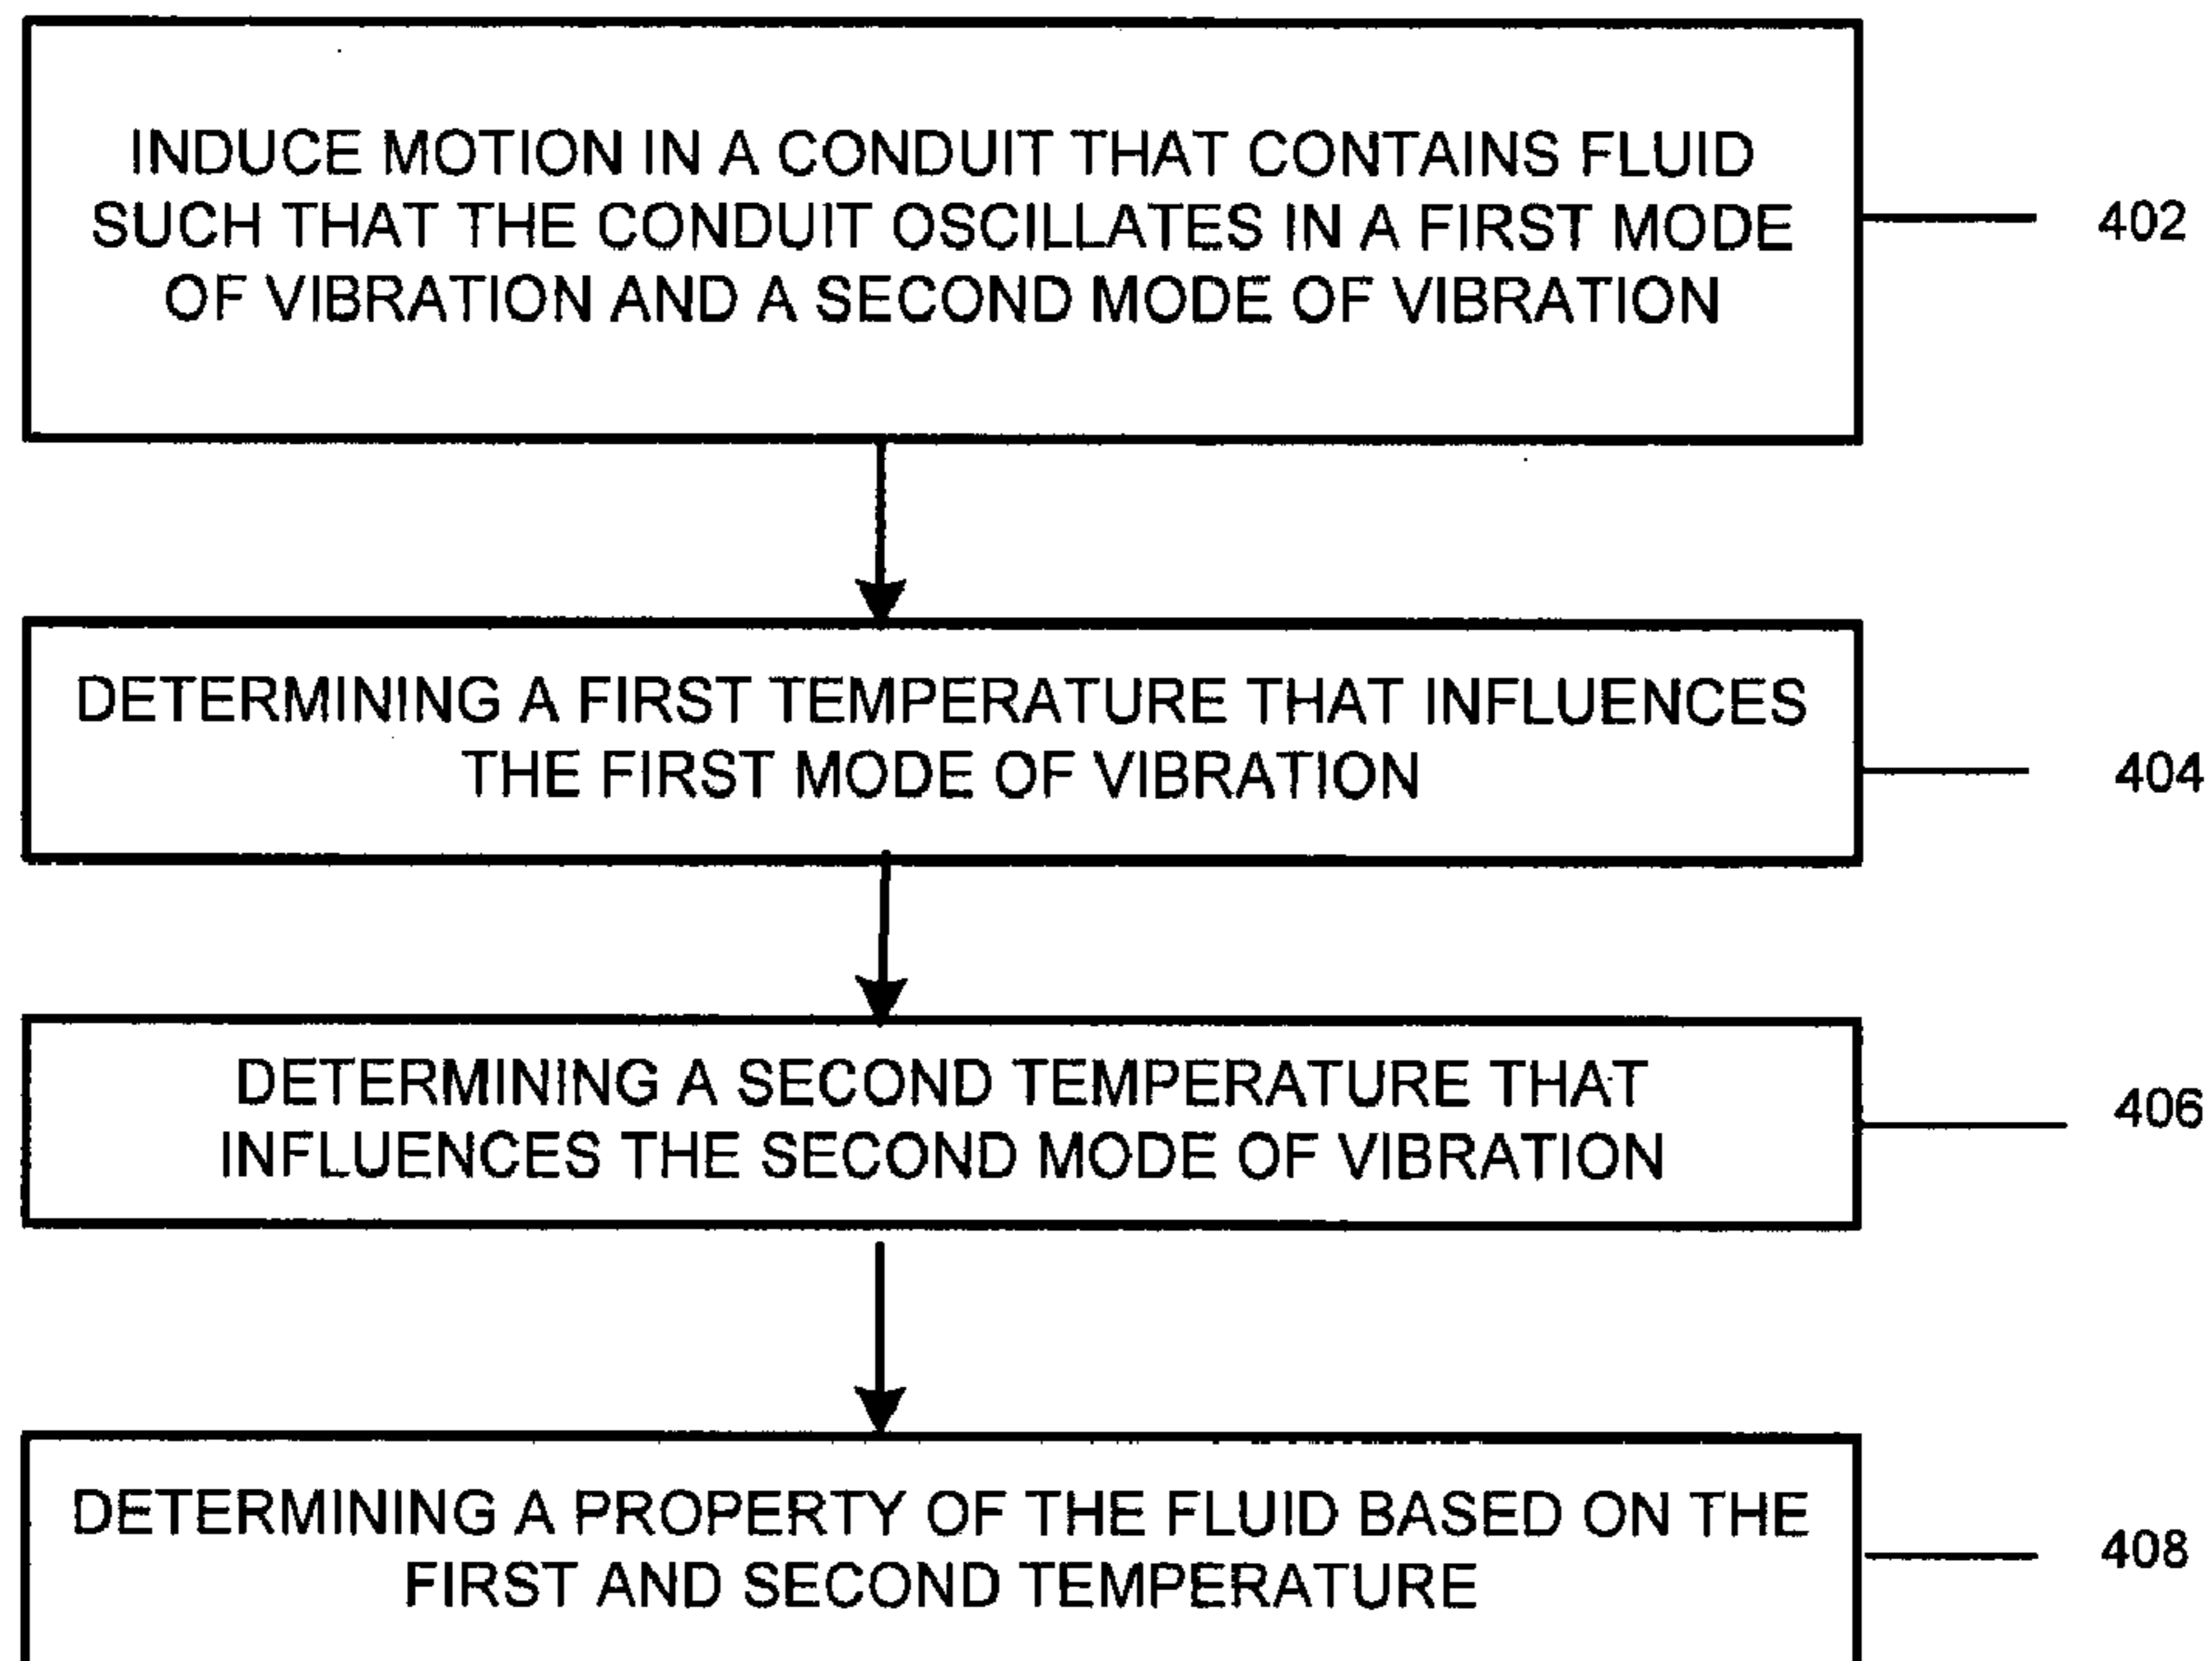 INDUCE MOTION IN A CONDUIT THAT CONTAINS FLUID
SUCH THAT THE CONDUIT OSCILLATES IN A FIRST MODE
OF VIBRATION AND A SECOND MODE OF VIBRATION
402
DETERMINING A FIRST TEMPERATURE THAT INFLUENCES
THE FIRST MODE OF VIBRATION
404
DETERMINING A SECOND TEMPERATURE THAT
INFLUENCES THE SECOND MODE OF VIBRATION
406
DETERMINING A PROPERTY OF THE FLUID BASED ON THE
FIRST AND SECOND TEMPERATURE
408